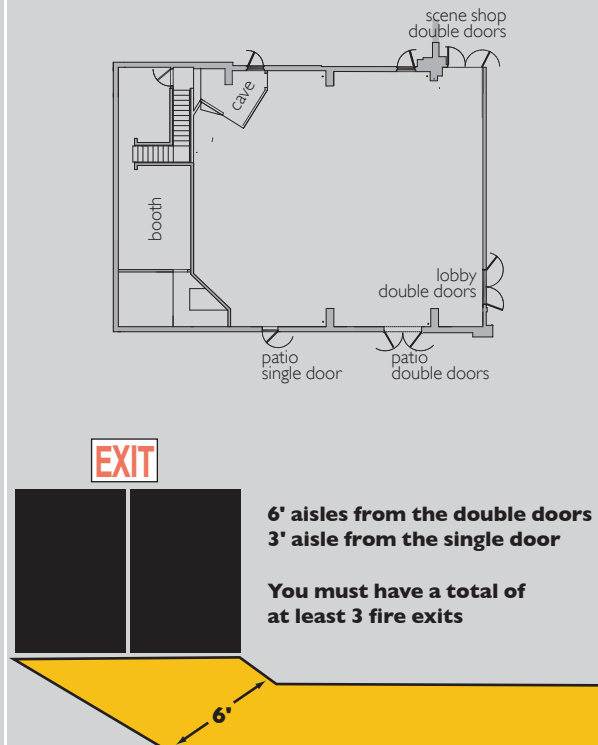 scene shop
double doors
cave
booth
lobby
double doors
patio
single door
patio
double doors
EXIT
6' aisles from the double doors
3' aisle from the single door
You must have a total of
at least 3 fire exits
6'